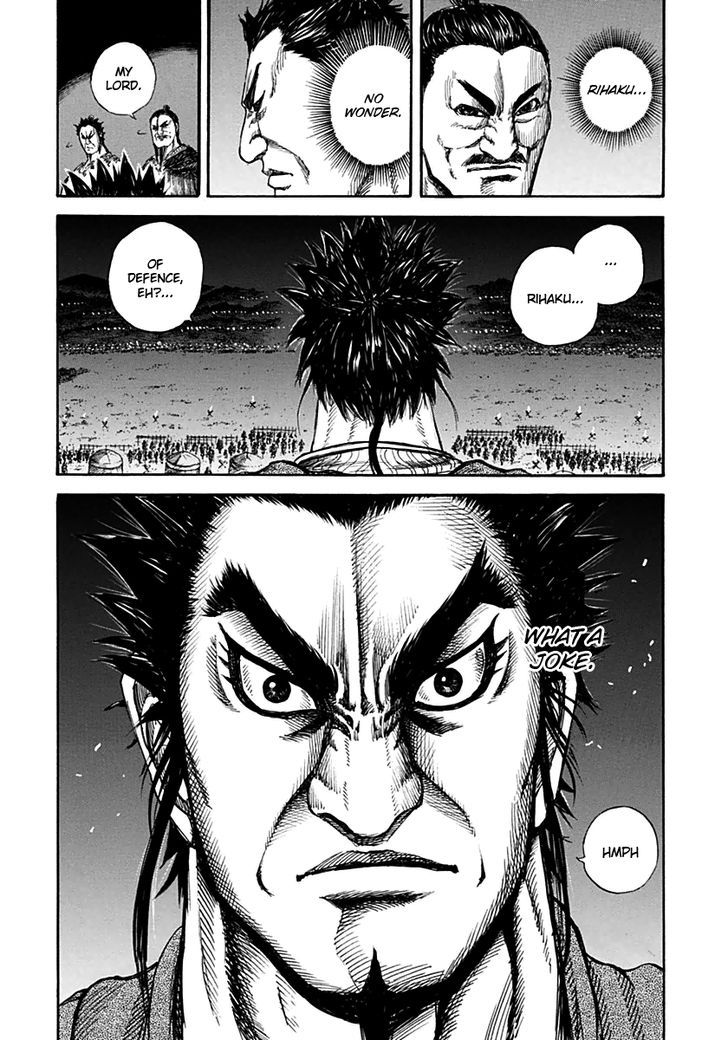 RIHAKU...
NO
WONDER.
MY
LORD.
...
RIHAKU...
OF
DEFENCE,
EH?...
WHAT A
JOKE.
HMPH